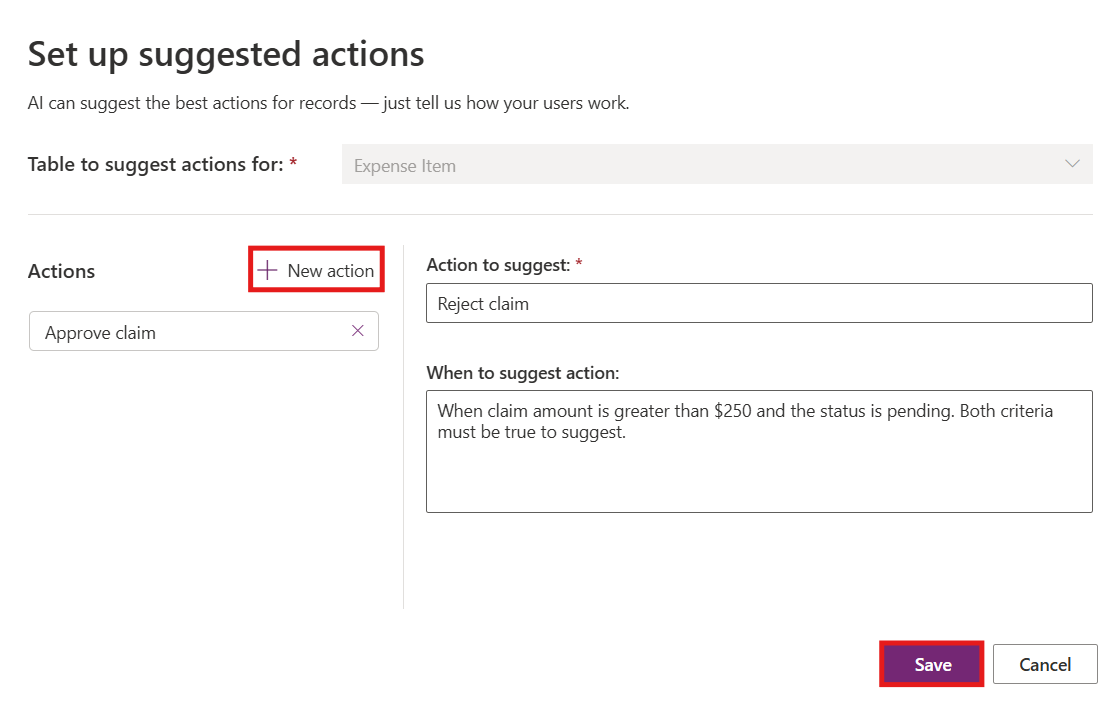 Set up suggested actions
AI can suggest the best actions for records — just tell us how your users work.
Table to suggest actions for: *
Expense Item
Actions
New action
Approve claim
Action to suggest: *
Reject claim
When to suggest action:
When claim amount is greater than $250 and the status is pending. Both criteria
must be true to suggest.
Save
Cancel